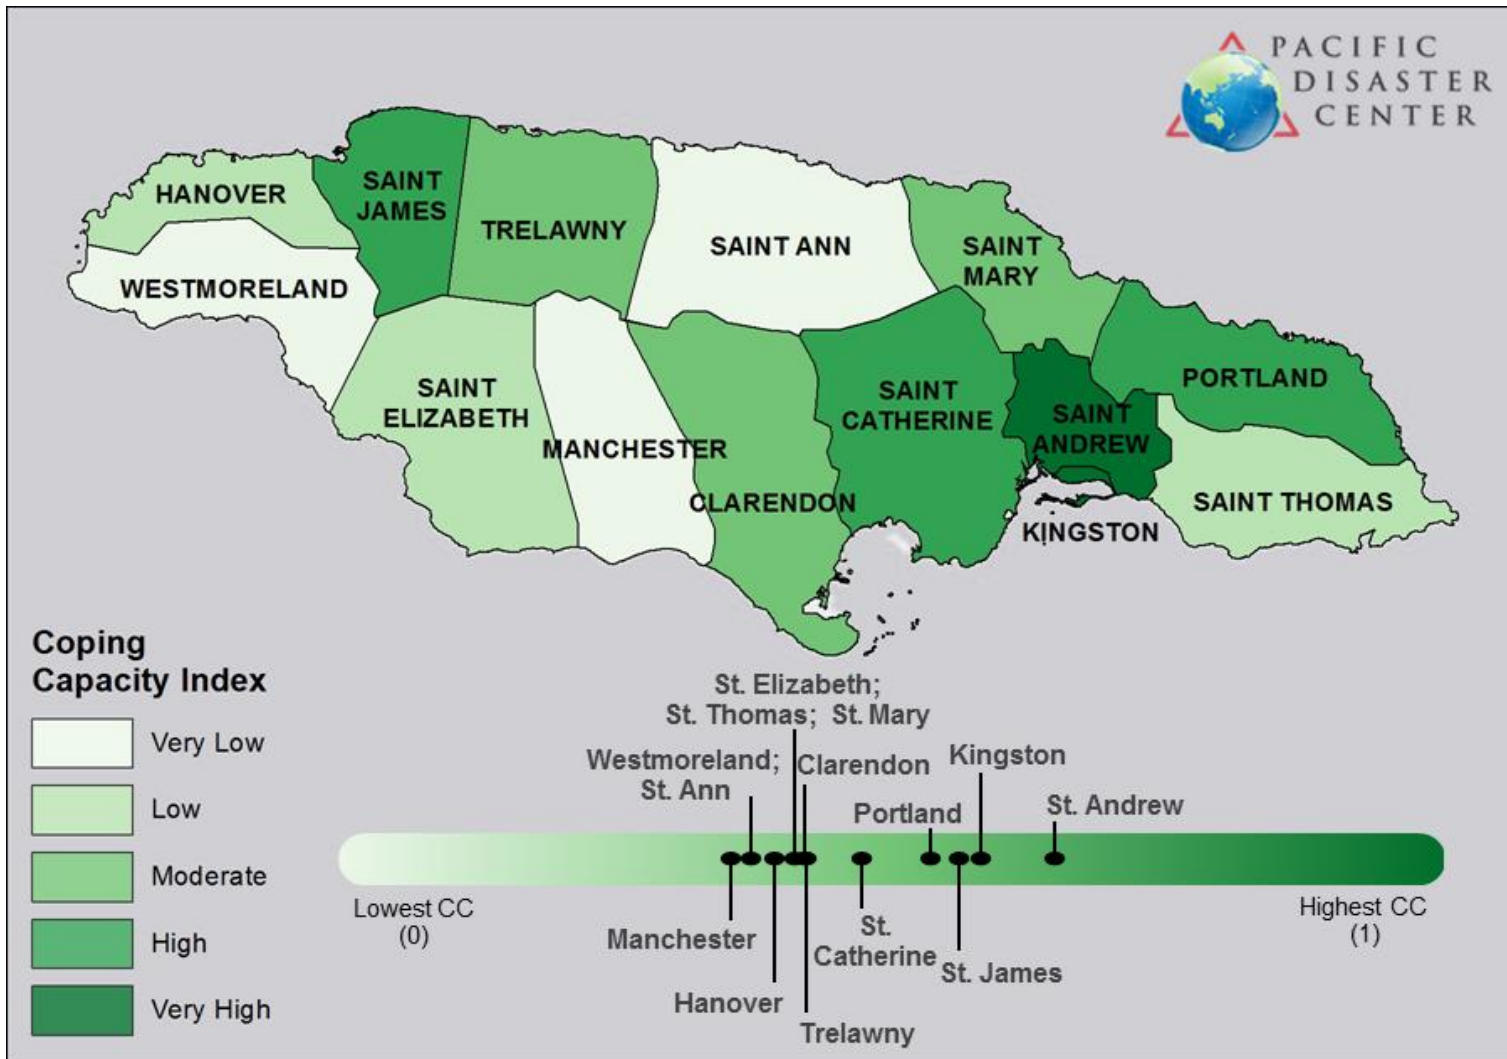 PACIFIC
DISASTER
CENTER
HANOVER
SAINT
JAMES
TRELAWNY
SAINT ANN
SAINT
MARY
WESTMORELAND
SAINT
ELIZABETH
MANCHESTER
CLARENDON
SAINT
CATHERINE
SAINT
ANDREW
PORTLAND
KINGSTON
SAINT THOMAS
Coping
Capacity Index
Very Low
Low
Moderate
High
Very High
St. Elizabeth;
St. Thomas; St. Mary
Westmoreland;
St. Ann
Clarendon
Kingston
Portland
St. Andrew
Lowest CC
(0)
Highest CC
(1)
Manchester
St.
Catherine
St. James
Hanover
Trelawny